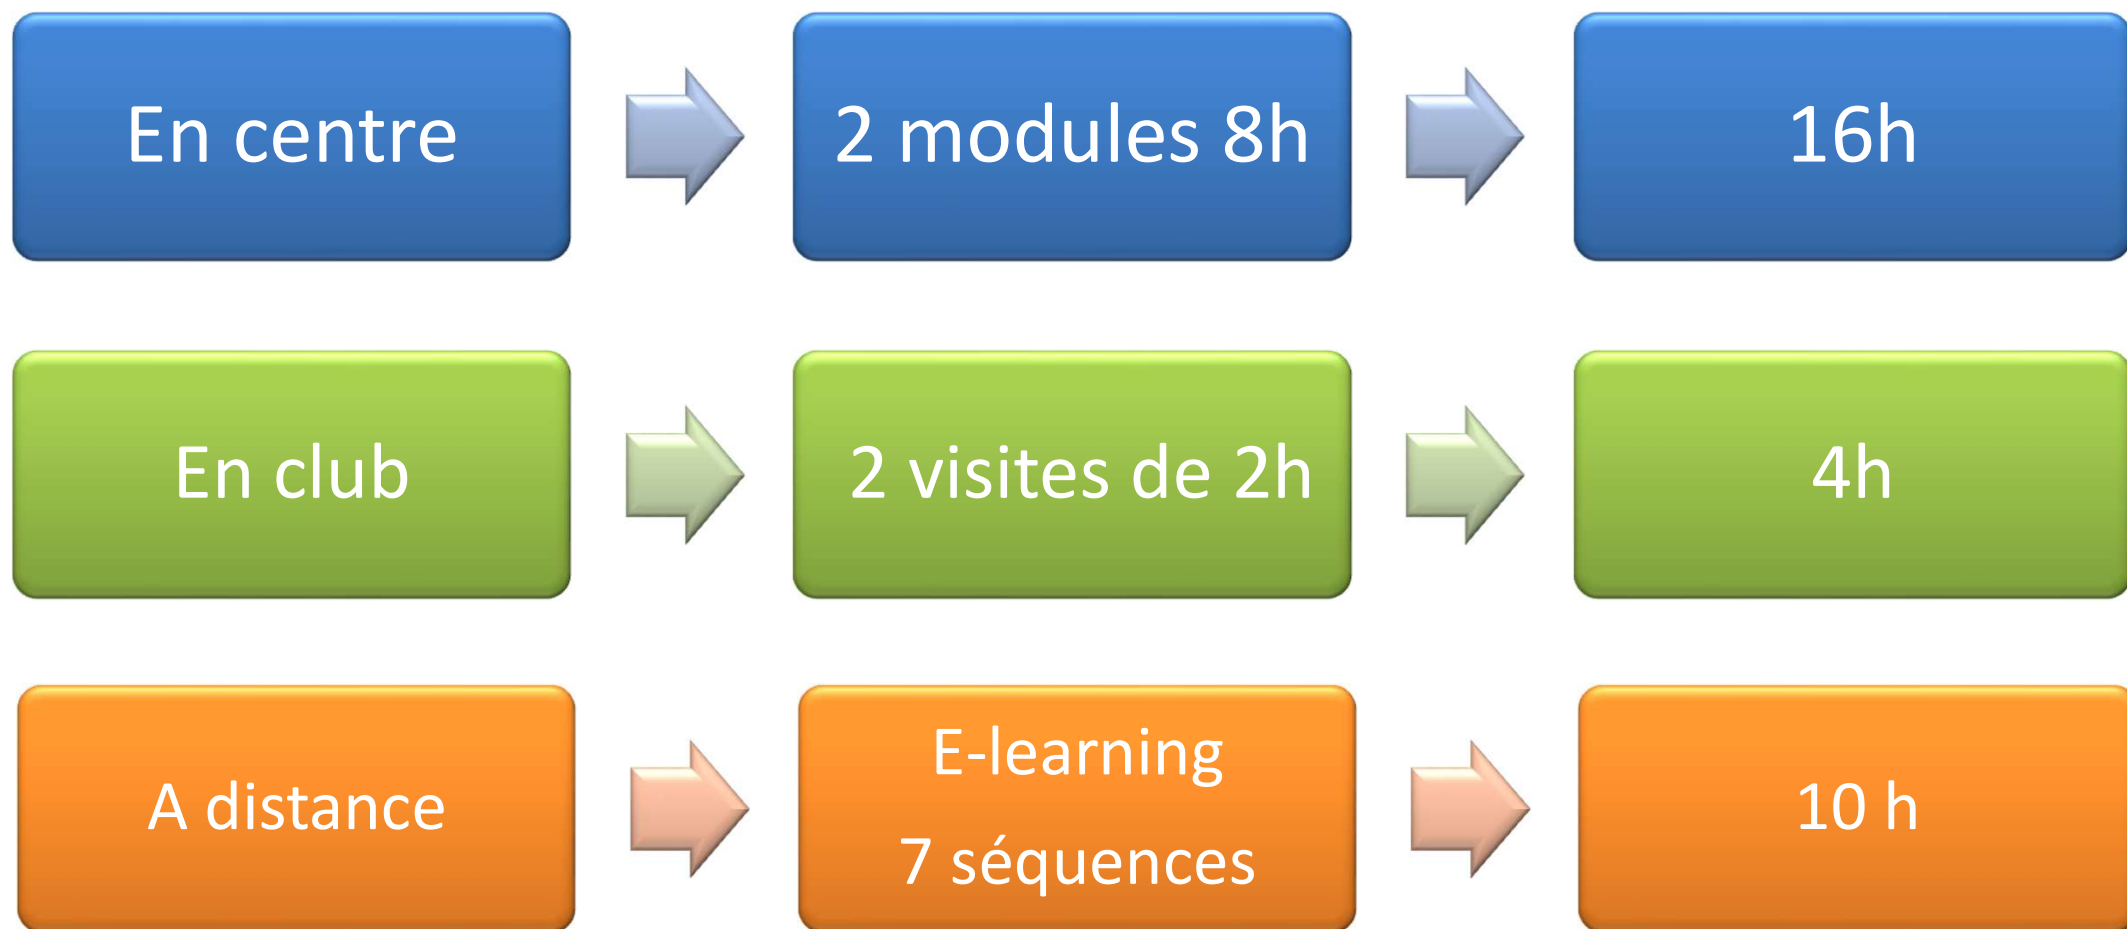 En centre
2 modules 8h
16h
En club
2 visites de 2h
4h
A distance
E-learning
7 séquences
10 h